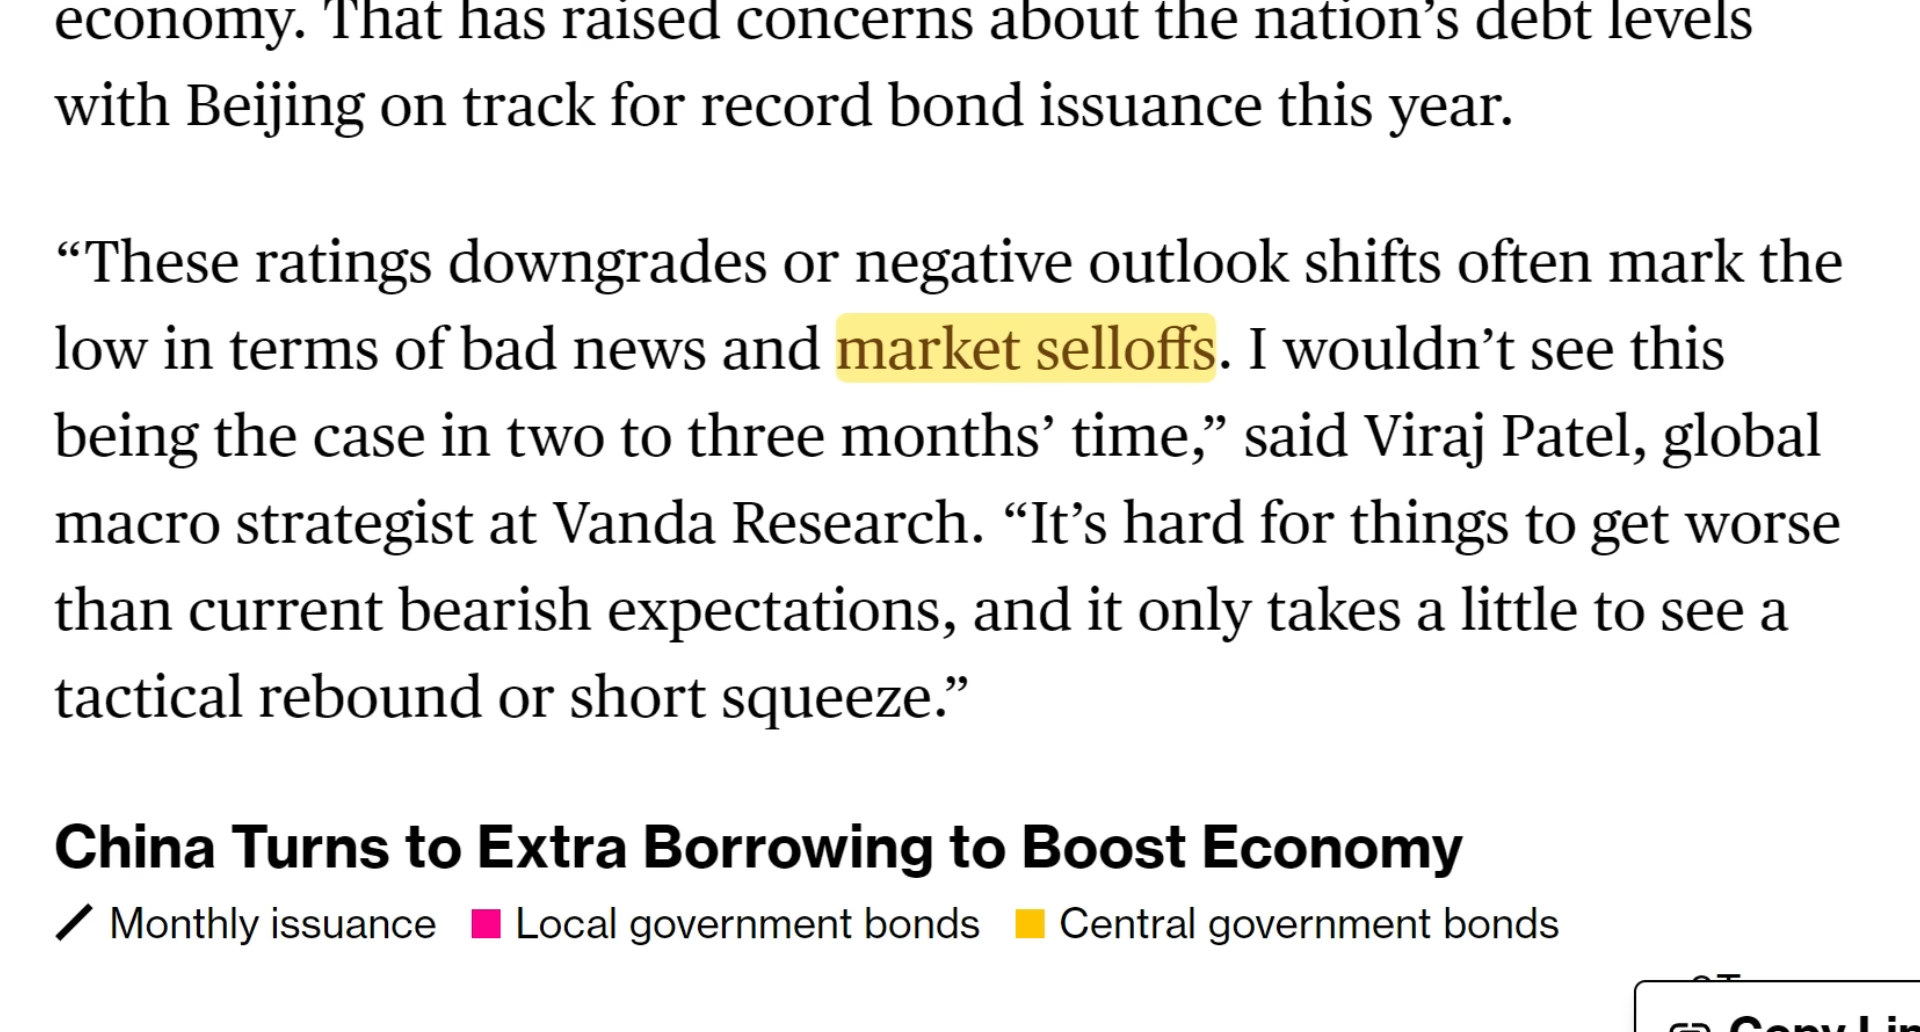 economy. That has raised concerns about the nation’s debt levels
with Beijing on track for record bond issuance this year.
“These ratings downgrades or negative outlook shifts often mark the
low in terms of bad news and market selloffs. I wouldn’t see this
being the case in two to three months’ time,” said Viraj Patel, global
macro strategist at Vanda Research. “It’s hard for things to get worse
than current bearish expectations, and it only takes a little to see a
tactical rebound or short squeeze.”
China Turns to Extra Borrowing to Boost Economy
Monthly issuance Local government bonds Central government bonds
Copy